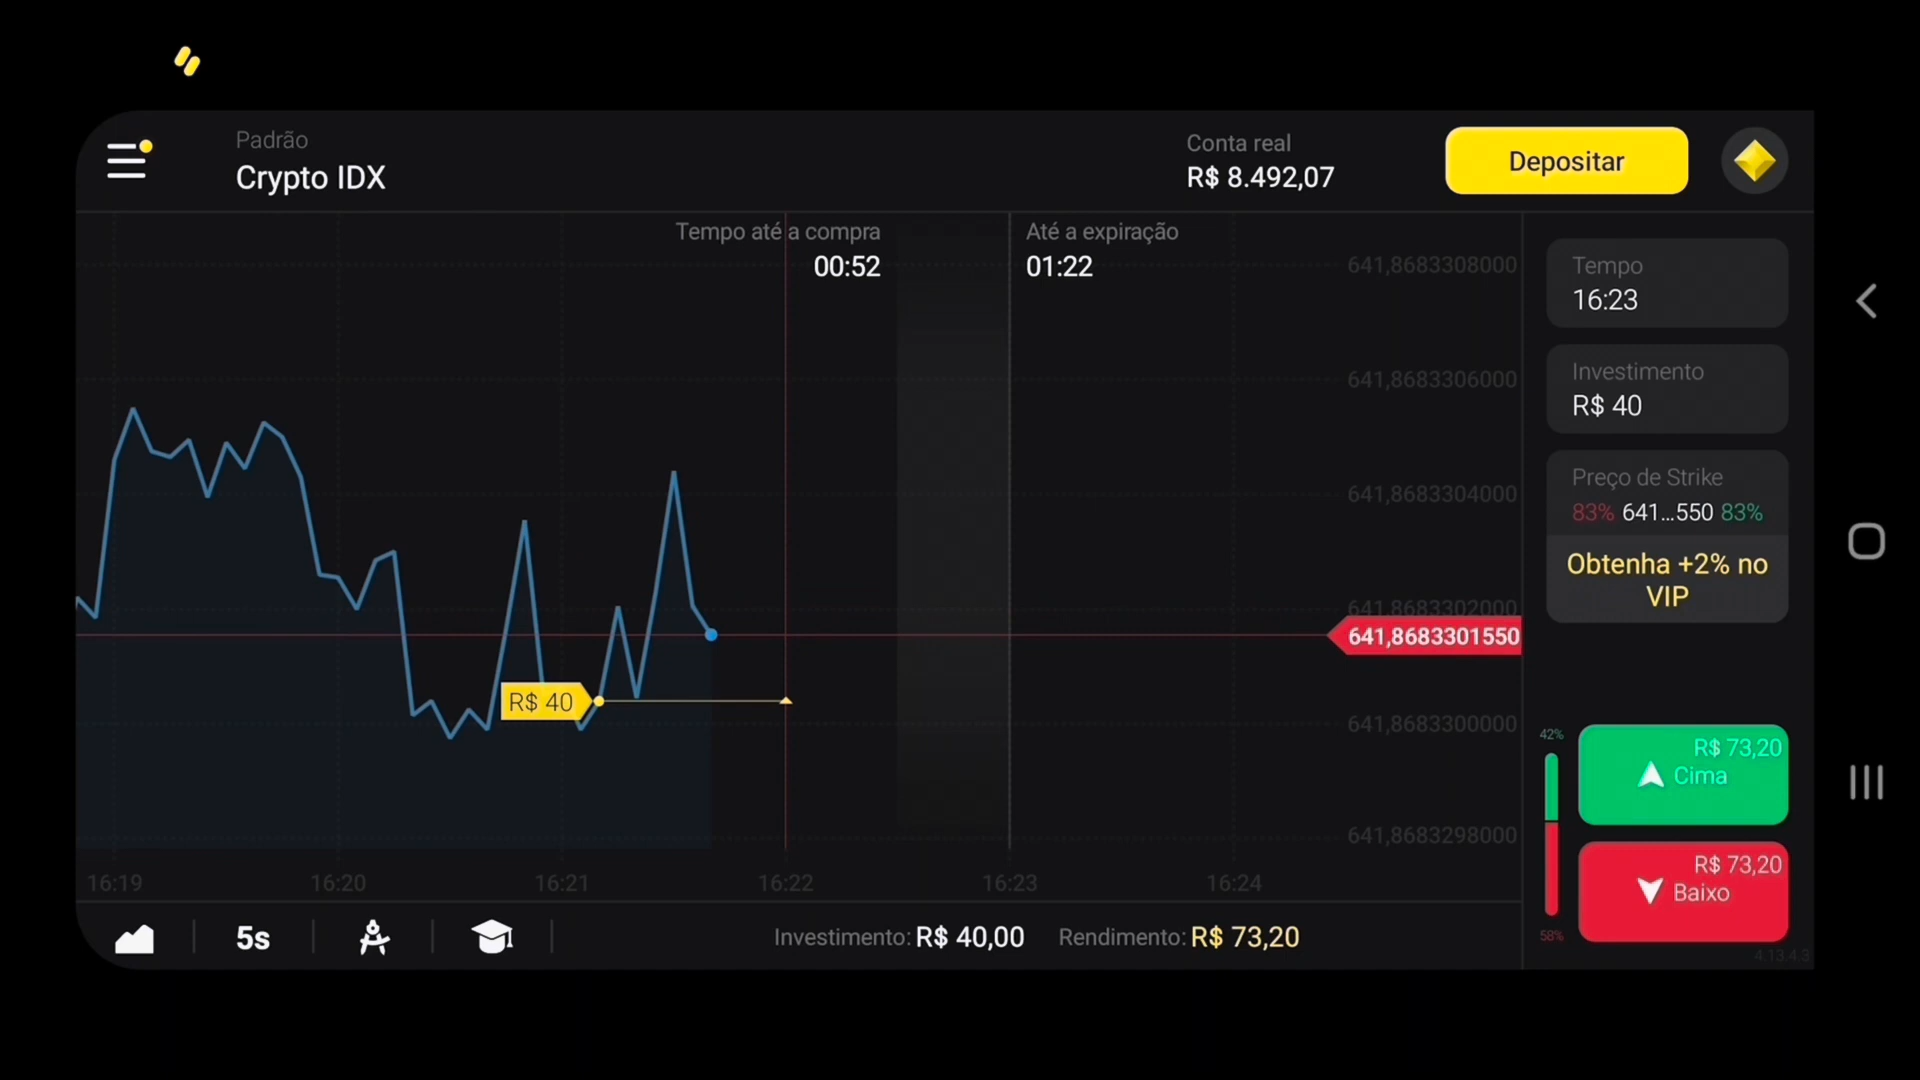 Padrão
Crypto IDX
Conta real
R$ 8.492,07
Depositar
Tempo até a compra
00:52
Até a expiração
01:22
641,8683308000
641,8683306000
641,8683304000
641,8683302000
641,8683301550
641,8683300000
641,8683298000
R$ 40
16:19
16:20
16:21
16:22
16:23
16:24
Tempo
16:23
Investimento
R$ 40
Preço de Strike
83% 641...550 83%
Obtenha +2% no
VIP
42%
R$ 73,20
Cima
R$ 73,20
Baixo
58%
4.13.4.3
5s
Investimento: R$ 40,00 Rendimento: R$ 73,20